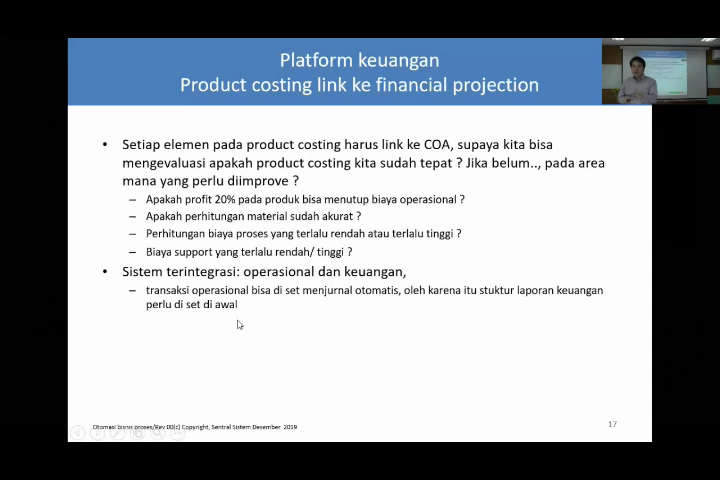 Platform keuangan
Product costing link ke financial projection
• Setiap elemen pada product costing harus link ke COA, supaya kita bisa
mengevaluasi apakah product costing kita sudah tepat ? Jika belum.., pada area
mana yang perlu diimprove ?
– Apakah profit 20% pada produk bisa menutup biaya operasional ?
– Apakah perhitungan material sudah akurat ?
– Perhitungan biaya proses yang terlalu rendah atau terlalu tinggi ?
– Biaya support yang terlalu rendah/ tinggi ?
• Sistem terintegrasi: operasional dan keuangan,
– transaksi operasional bisa di set menjurnal otomatis, oleh karena itu stuktur laporan keuangan
perlu di set di awal
Otomasi bisnis proses/Rev 00(c) Copyright, Sentral Sistem Desember 2019
17